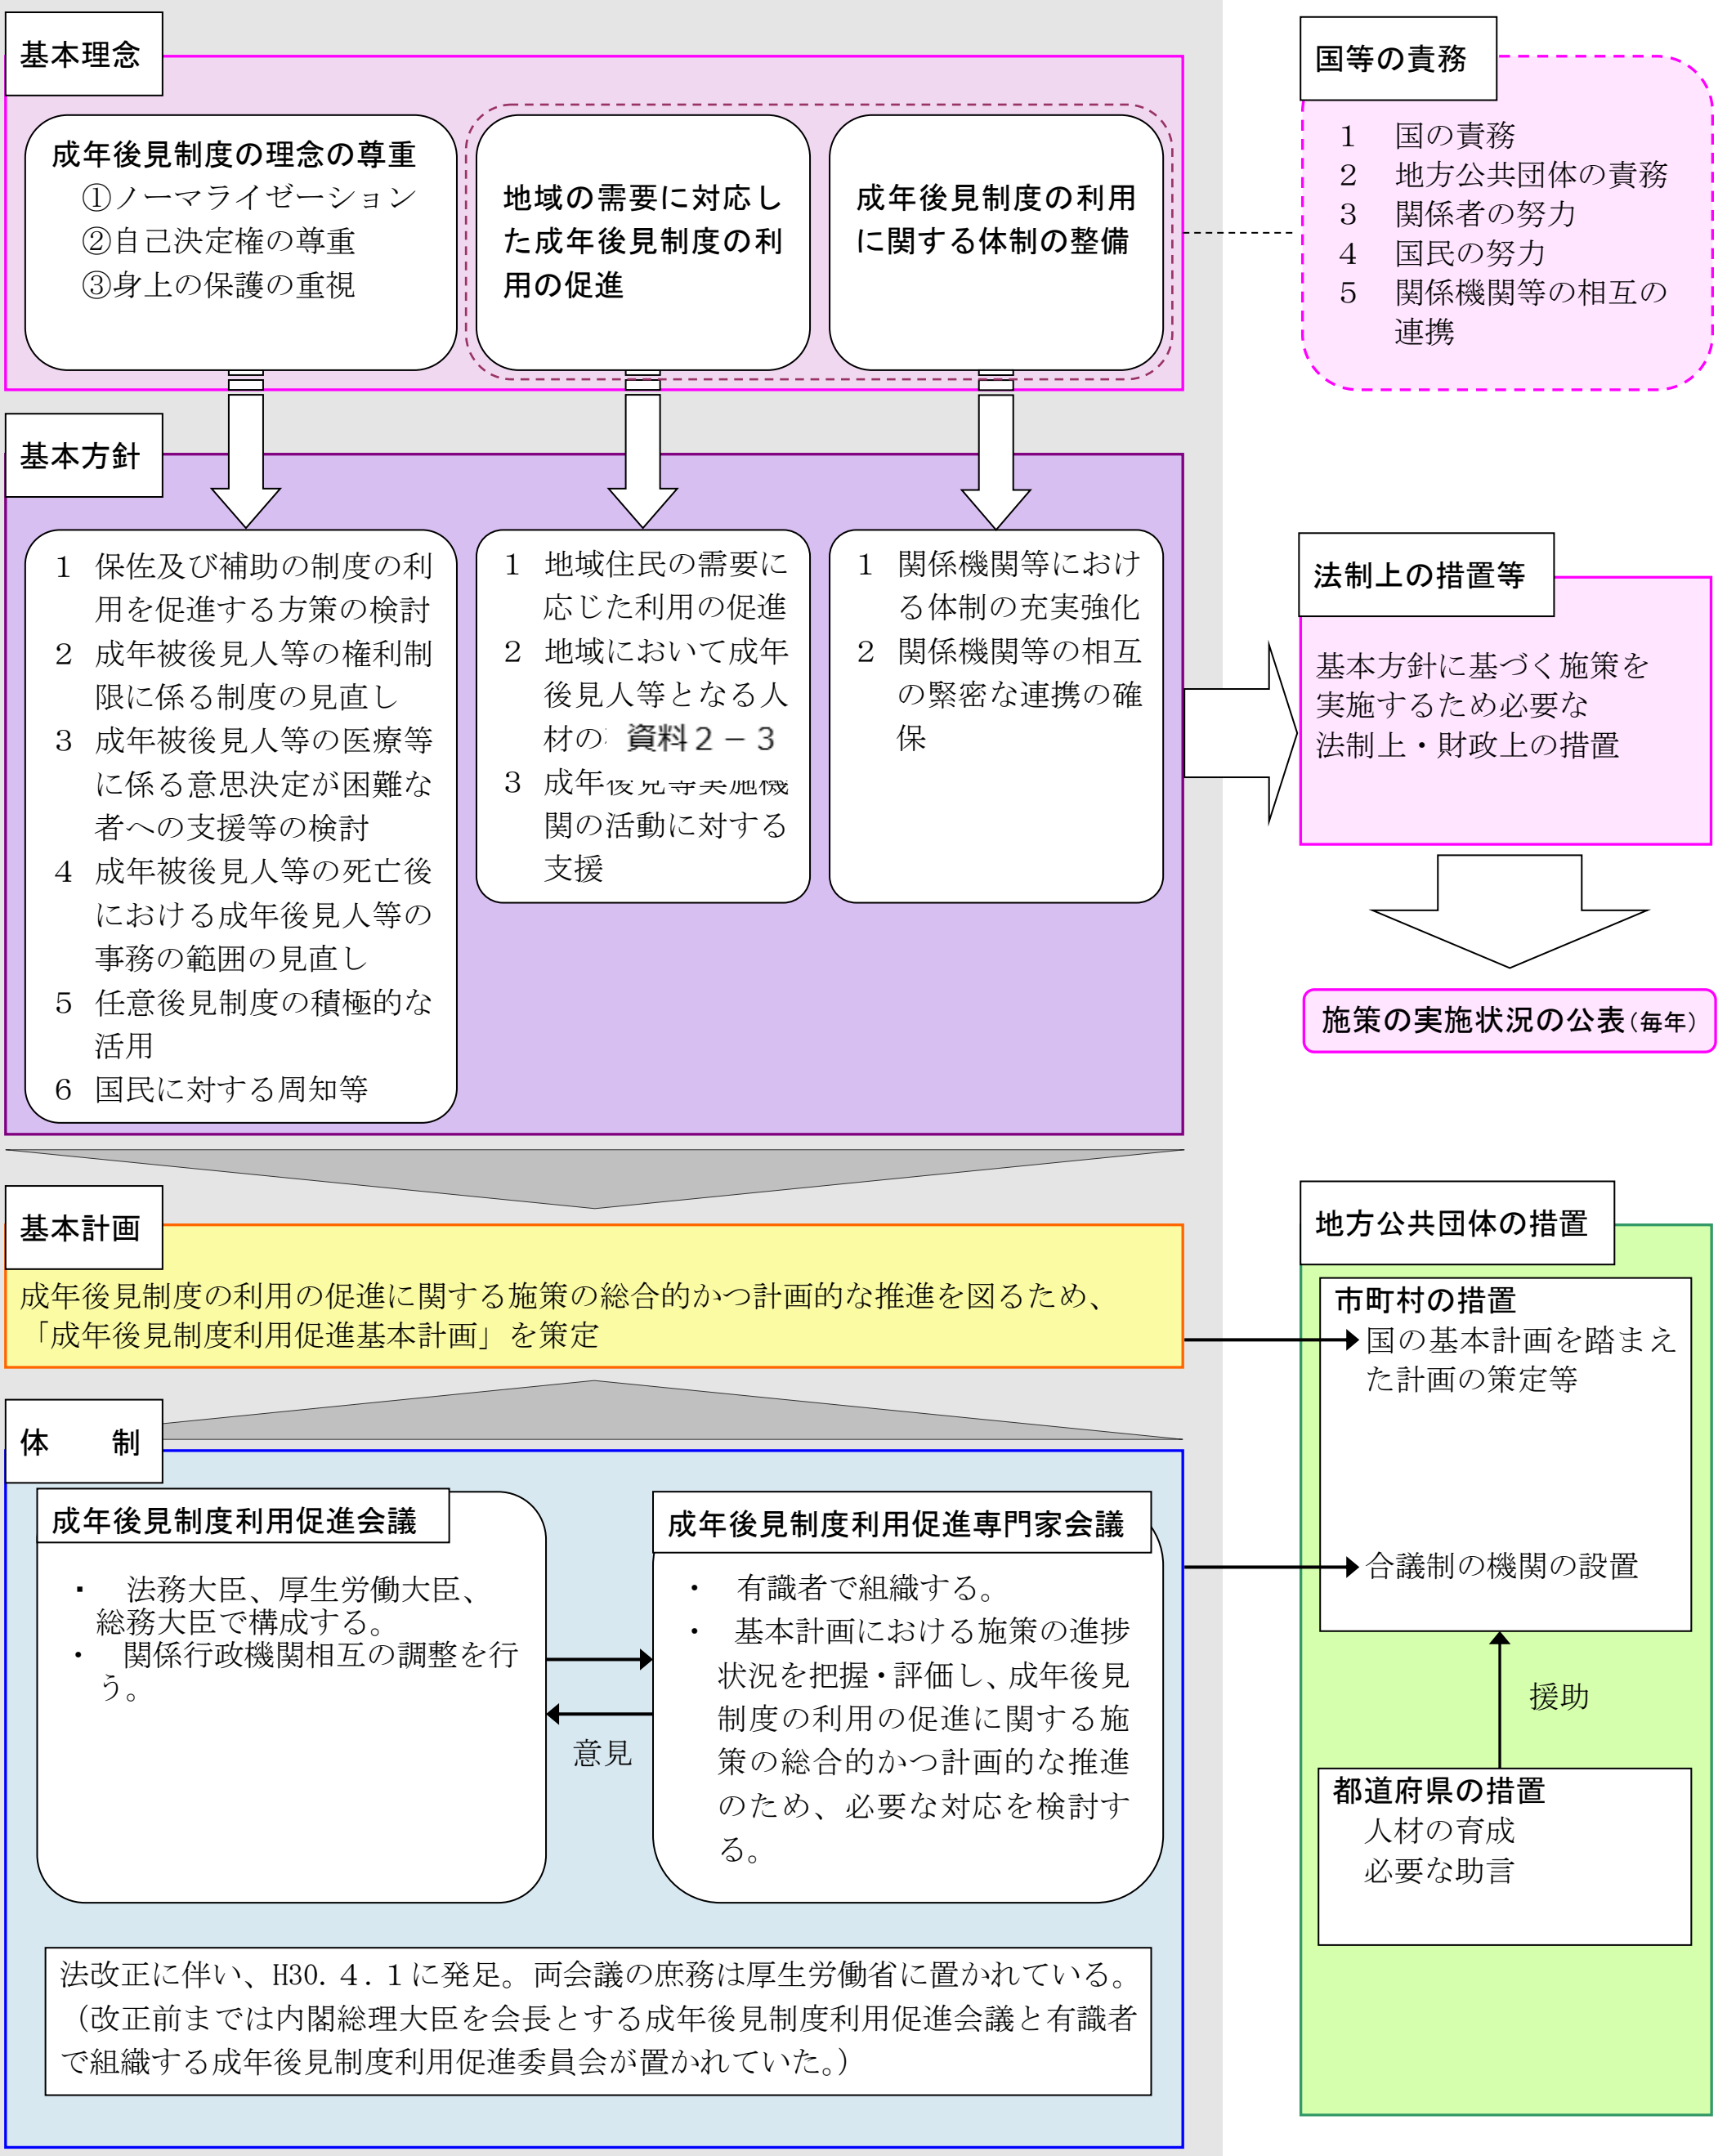 基本理念
成年後見制度の理念の尊重
①ノーマライゼーション
②自己決定権の尊重
③身上の保護の重視
地域の需要に対応し
た成年後見制度の利
用の促進
成年後見制度の利用
に関する体制の整備
国等の責務
1 国の責務
2 地方公共団体の責務
3 関係者の努力
4 国民の努力
5 関係機関等の相互の
連携
基本方針
1 保佐及び補助の制度の利
用を促進する方策の検討
2 成年被後見人等の権利制
限に係る制度の見直し
3 成年被後見人等の医療等
に係る意思決定が困難な
者への支援等の検討
4 成年被後見人等の死亡後
における成年後見人等の
事務の範囲の見直し
5 任意後見制度の積極的な
活用
6 国民に対する周知等
1 地域住民の需要に
応じた利用の促進
2 地域において成年
後見人等となる人
材の
資料2-3
3 成年後見等実施機
関の活動に対する
支援
1 関係機関等におけ
る体制の充実強化
2 関係機関等の相互
の緊密な連携の確
保
法制上の措置等
基本方針に基づく施策を
実施するため必要な
法制上・財政上の措置
施策の実施状況の公表(毎年)
基本計画
成年後見制度の利用の促進に関する施策の総合的かつ計画的な推進を図るため、
「成年後見制度利用促進基本計画」を策定
体 制
成年後見制度利用促進会議
・ 法務大臣、厚生労働大臣、
総務大臣で構成する。
・ 関係行政機関相互の調整を行
う。
意見
成年後見制度利用促進専門家会議
・ 有識者で組織する。
・ 基本計画における施策の進捗
状況を把握・評価し、成年後見
制度の利用の促進に関する施
策の総合的かつ計画的な推進
のため、必要な対応を検討す
る。
法改正に伴い、H30.4.1に発足。両会議の庶務は厚生労働省に置かれている。
(改正前までは内閣総理大臣を会長とする成年後見制度利用促進会議と有識者
で組織する成年後見制度利用促進委員会が置かれていた。)
地方公共団体の措置
市町村の措置
国の基本計画を踏まえ
た計画の策定等
合議制の機関の設置
援助
都道府県の措置
人材の育成
必要な助言